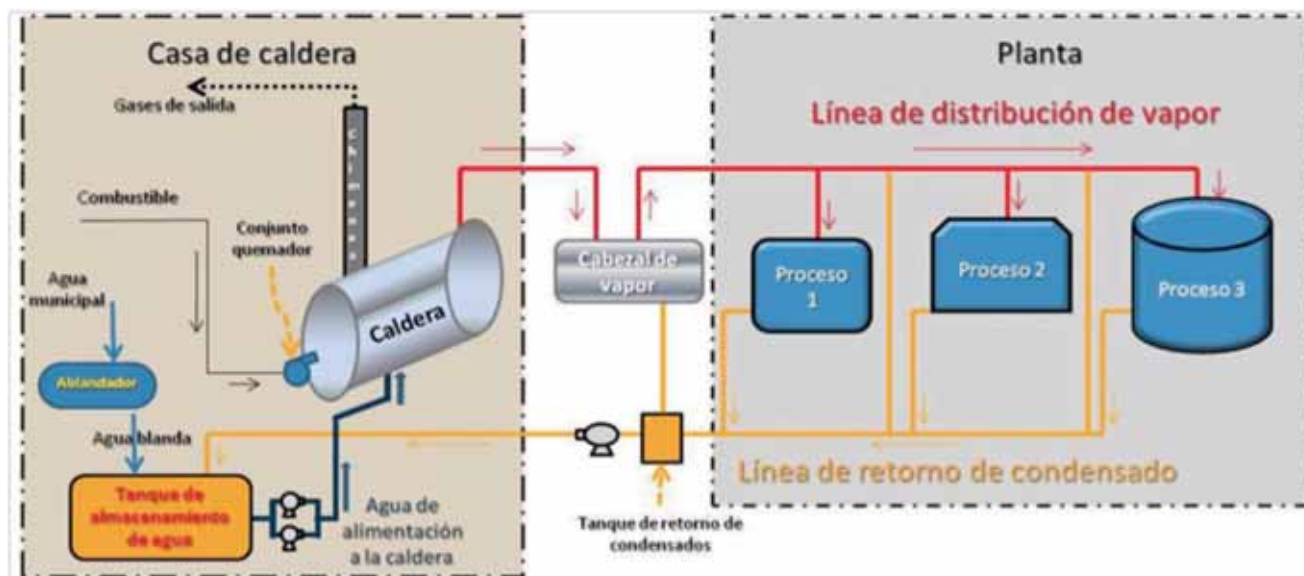 Casa de caldera
Gases de salida
Chimenea
Combustible
Conjunto
quemador
Agua
municipal
Caldera
Ablandador
Agua blanda
Tanque de
almacenamiento
de agua
Agua de
alimentación
a la caldera
Cabezal de
vapor
Tanque de retorno de
condensados
Planta
Línea de distribución de vapor
Proceso
1
Proceso 2
Proceso 3
Línea de retorno de condensado